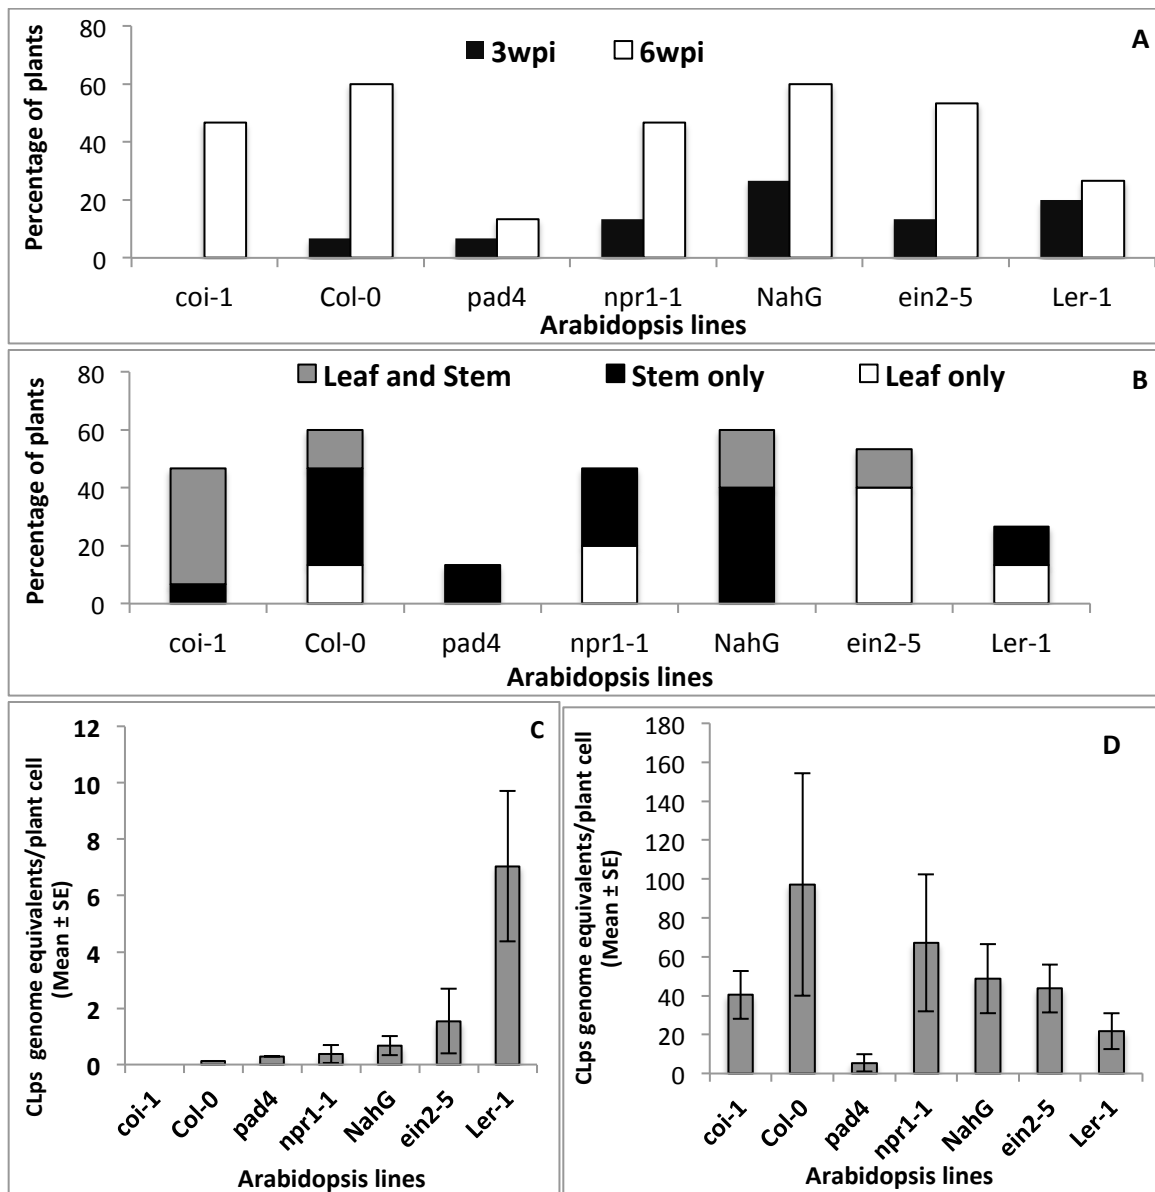 A
3wpi 6wpi
Percentage of plants
80
60
40
20
0
coi-1 Col-0 pad4 npr1-1 NahG ein2-5 Ler-1
Arabidopsis lines
B
Leaf and Stem Stem only Leaf only
Percentage of plants
80
60
40
20
0
coi-1 Col-0 pad4 npr1-1 NahG ein2-5 Ler-1
Arabidopsis lines
C
CLps genome equivalents/plant cell
(Mean ± SE)
12
10
8
6
4
2
0
coi-1 Col-0 pad4 npr1-1 NahG ein2-5 Ler-1
Arabidopsis lines
D
CLps genome equivalents/plant cell
(Mean ± SE)
180
160
140
120
100
80
60
40
20
0
coi-1 Col-0 pad4 npr1-1 NahG ein2-5 Ler-1
Arabidopsis lines